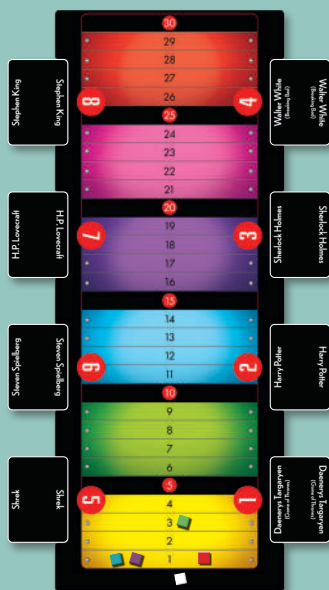 30
29
28
27
26
25
24
23
22
21
20
19
18
17
16
15
14
13
12
11
10
9
8
7
6
5
4
3
2
1
Stephen King
Stephen King
8
H.P. Lovecraft
H.P. Lovecraft
7
Steven Spielberg
Steven Spielberg
6
Shrek
Shrek
5
4
Walter White
(Breaking Bad)
Walter White
(Breaking Bad)
3
Sherlock Holmes
Sherlock Holmes
2
Harry Potter
Harry Potter
1
Daenerys Targaryen
(Game of Thrones)
Daenerys Targaryen
(Game of Thrones)